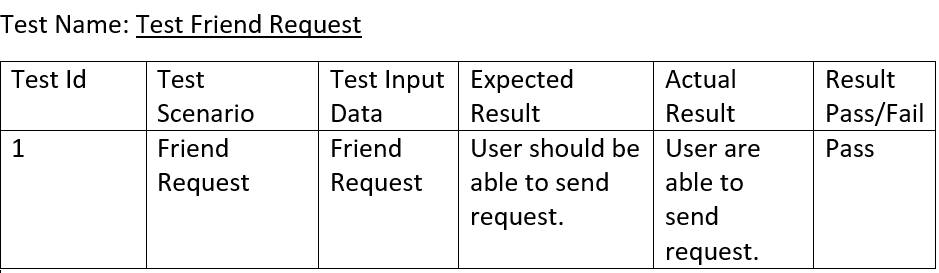 Test Name: Test Friend Request
Test Id Test Scenario Test Input Data Expected Result Actual Result Result Pass/Fail
1 Friend Request Friend Request User should be able to send request. User are able to send request. Pass